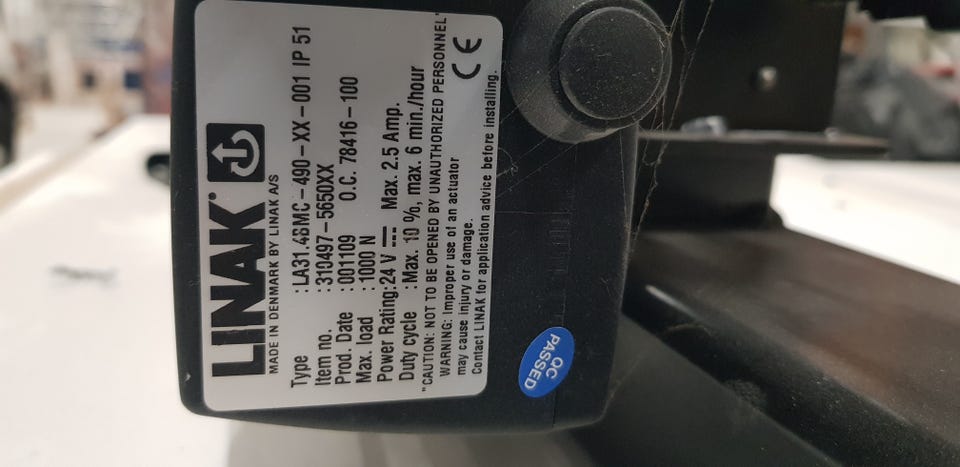 LINAK®
MADE IN DENMARK BY LINAK A/S
Type : LA31.4BMC-490-XX-001 IP 51
Item no. : 310497-5650XX
Prod. Date : 001109 O.C. 78416-100
Max. load : 1000 N
Power Rating: 24 V Max. 2.5 Amp.
Duty cycle : Max. 10 %, max. 6 min./hour
"CAUTION: NOT TO BE OPENED BY UNAUTHORIZED PERSONNEL"
WARNING: Improper use of an actuator
may cause injury or damage.
Contact LINAK for application advice before installing.
CE
QC
PASSED